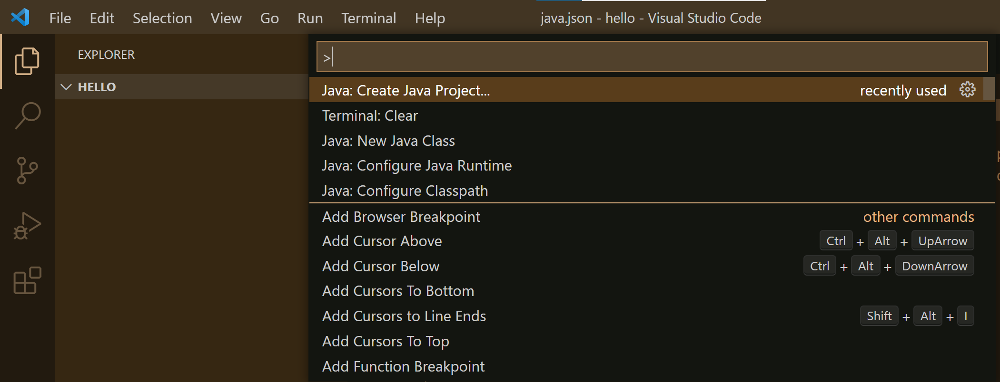 File Edit Selection View Go Run Terminal Help java.json - hello - Visual Studio Code
EXPLORER
HELLO
>
Java: Create Java Project... recently used
Terminal: Clear
Java: New Java Class
Java: Configure Java Runtime
Java: Configure Classpath
Add Browser Breakpoint other commands
Add Cursor Above Ctrl + Alt + UpArrow
Add Cursor Below Ctrl + Alt + DownArrow
Add Cursors To Bottom
Add Cursors to Line Ends Shift + Alt + I
Add Cursors To Top
Add Function Breakpoint